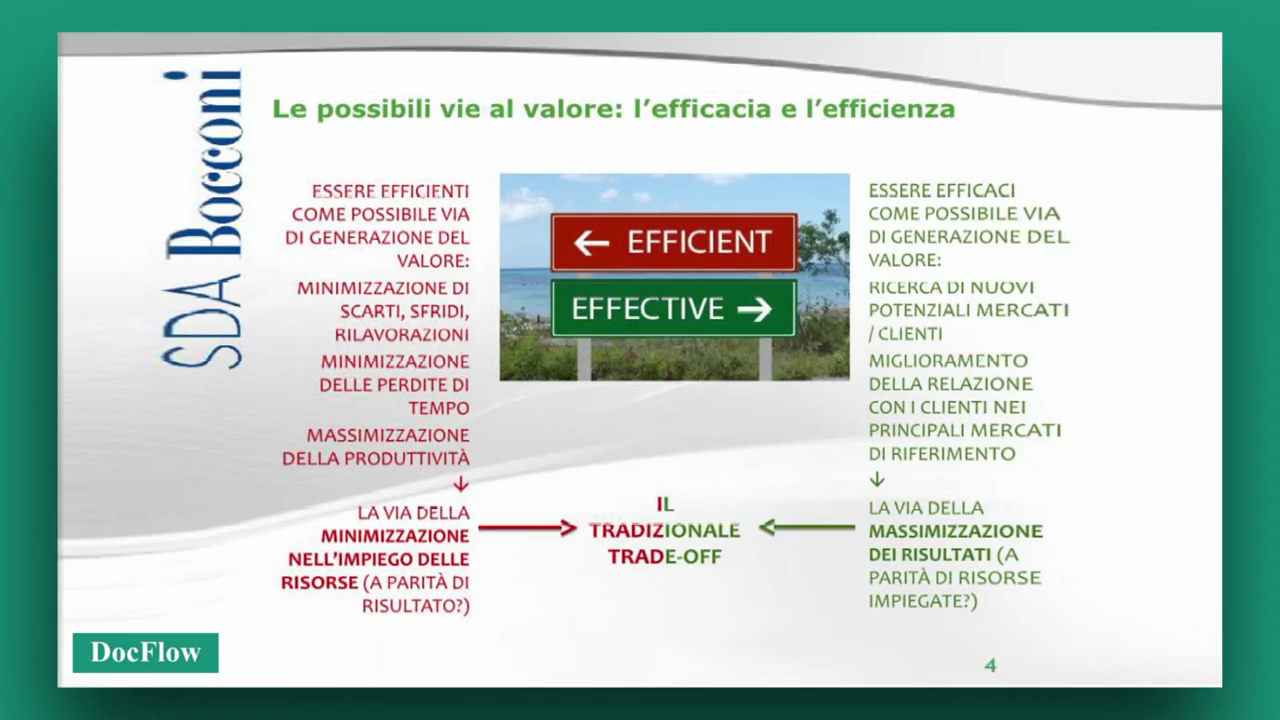 SDA Bocconi
Le possibili vie al valore: l’efficacia e l’efficienza
ESSERE EFFICIENTI
COME POSSIBILE VIA
DI GENERAZIONE DEL
VALORE:
MINIMIZZAZIONE DI
SCARTI, SFRIDI,
RILAVORAZIONI
MINIMIZZAZIONE
DELLE PERDITE DI
TEMPO
MASSIMIZZAZIONE
DELLA PRODUTTIVITÀ
↓
LA VIA DELLA
MINIMIZZAZIONE
NELL’IMPIEGO DELLE
RISORSE (A PARITÀ DI
RISULTATO?)
← EFFICIENT
EFFECTIVE →
IL
TRADIZIONALE
TRADE-OFF
ESSERE EFFICACI
COME POSSIBILE VIA
DI GENERAZIONE DEL
VALORE:
RICERCA DI NUOVI
POTENZIALI MERCATI
/ CLIENTI
MIGLIORAMENTO
DELLA RELAZIONE
CON I CLIENTI NEI
PRINCIPALI MERCATI
DI RIFERIMENTO
↓
LA VIA DELLA
MASSIMIZZAZIONE
DEI RISULTATI (A
PARITÀ DI RISORSE
IMPIEGATE?)
DocFlow
4